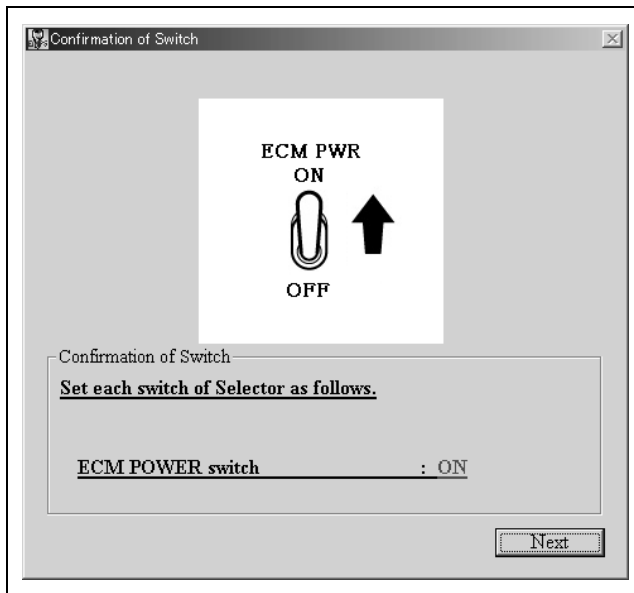 Confirmation of Switch
ECM PWR
ON
OFF
Confirmation of Switch
Set each switch of Selector as follows.
ECM POWER switch : ON
Next